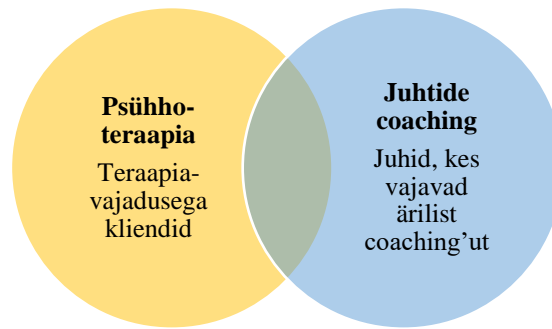 Psühho-
teraapia
Teraapia-
vajadusega
kliendid
Juhtide
coaching
Juhid, kes
vajavad
ärilist
coaching’ut